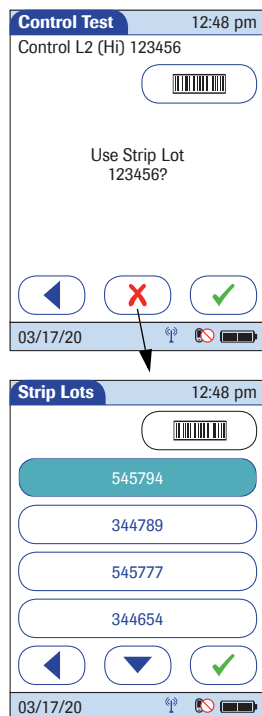 Control Test 12:48 pm
Control L2 (Hi) 123456
Use Strip Lot
123456?
03/17/20
Strip Lots 12:48 pm
545794
344789
545777
344654
03/17/20